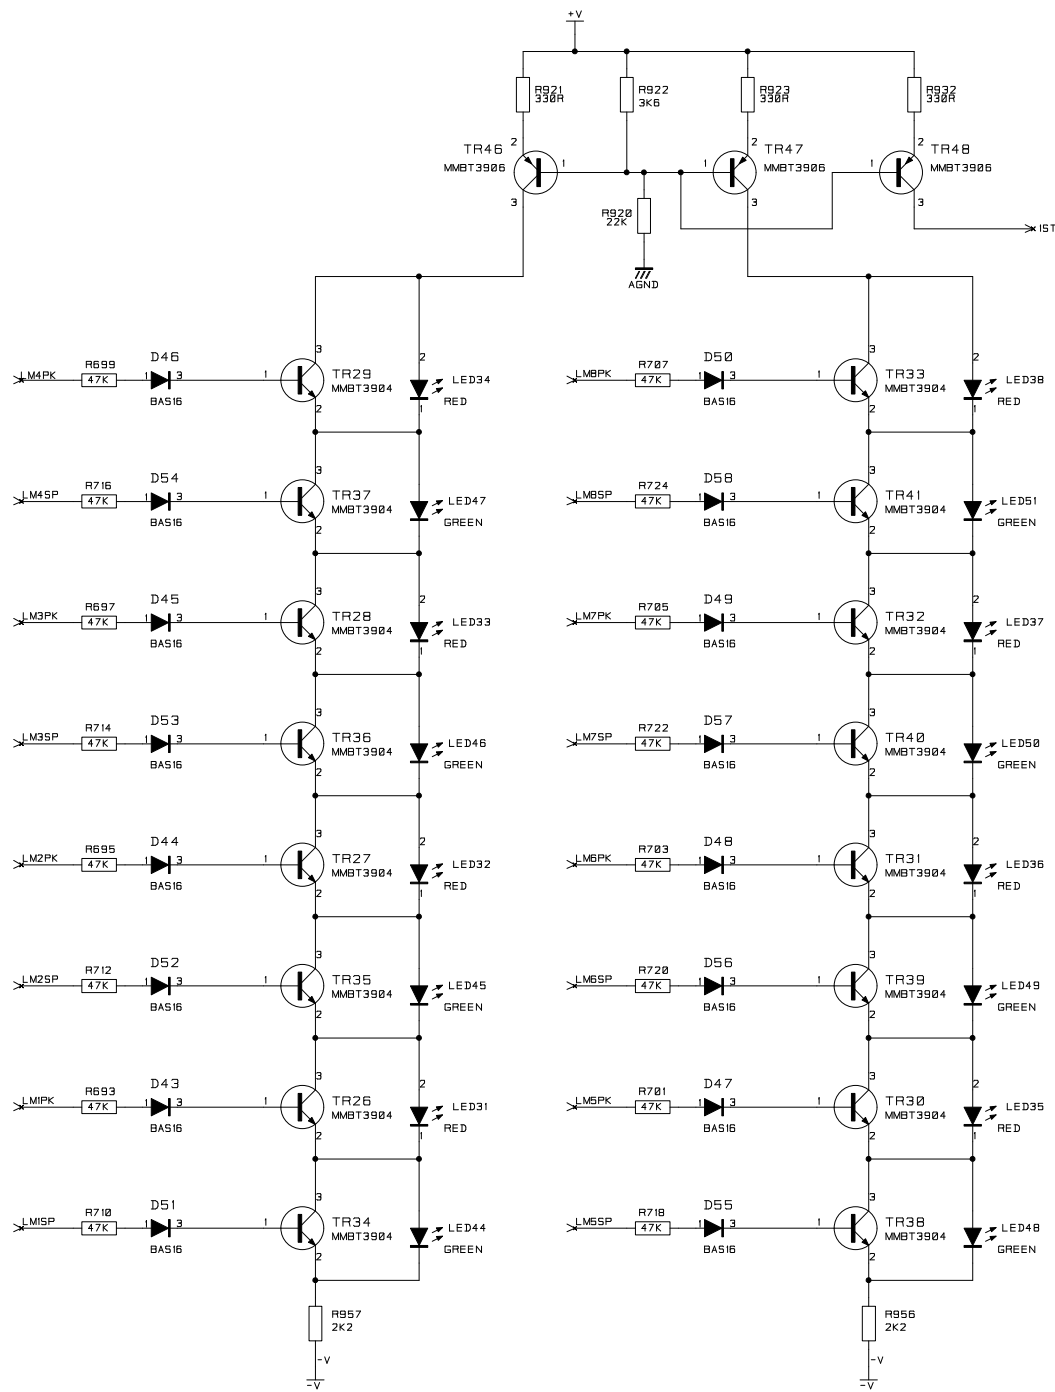 +V
R921
330R
R922
3K6
R923
330R
R932
330R
2
TR46
MMBT3906
1
3
2
TR47
MMBT3906
1
3
2
TR48
MMBT3906
1
3
R920
22K
AGND
IST
LM4PK
R699
47K
D46
1 3
BAS16
1
3
TR29
MMBT3904
2
2
LED34
RED
1
LM8PK
R707
47K
D50
1 3
BAS16
1
3
TR33
MMBT3904
2
2
LED38
RED
1
LM4SP
R716
47K
D54
1 3
BAS16
1
3
TR37
MMBT3904
2
LED47
GREEN
LM8SP
R724
47K
D58
1 3
BAS16
1
3
TR41
MMBT3904
2
LED51
GREEN
LM3PK
R697
47K
D45
1 3
BAS16
1
3
TR28
MMBT3904
2
2
LED33
RED
1
LM7PK
R705
47K
D49
1 3
BAS16
1
3
TR32
MMBT3904
2
2
LED37
RED
1
LM3SP
R714
47K
D53
1 3
BAS16
1
3
TR36
MMBT3904
2
LED46
GREEN
LM7SP
R722
47K
D57
1 3
BAS16
1
3
TR40
MMBT3904
2
LED50
GREEN
LM2PK
R695
47K
D44
1 3
BAS16
1
3
TR27
MMBT3904
2
2
LED32
RED
1
LM6PK
R703
47K
D48
1 3
BAS16
1
3
TR31
MMBT3904
2
2
LED36
RED
1
LM2SP
R712
47K
D52
1 3
BAS16
1
3
TR35
MMBT3904
2
LED45
GREEN
LM6SP
R720
47K
D56
1 3
BAS16
1
3
TR39
MMBT3904
2
LED49
GREEN
LM1PK
R693
47K
D43
1 3
BAS16
1
3
TR26
MMBT3904
2
2
LED31
RED
1
LM5PK
R701
47K
D47
1 3
BAS16
1
3
TR30
MMBT3904
2
2
LED35
RED
1
LM1SP
R710
47K
D51
1 3
BAS16
1
3
TR34
MMBT3904
2
LED44
GREEN
LM5SP
R718
47K
D55
1 3
BAS16
1
3
TR38
MMBT3904
2
LED48
GREEN
R957
2K2
-V
-V
R956
2K2
-V
-V